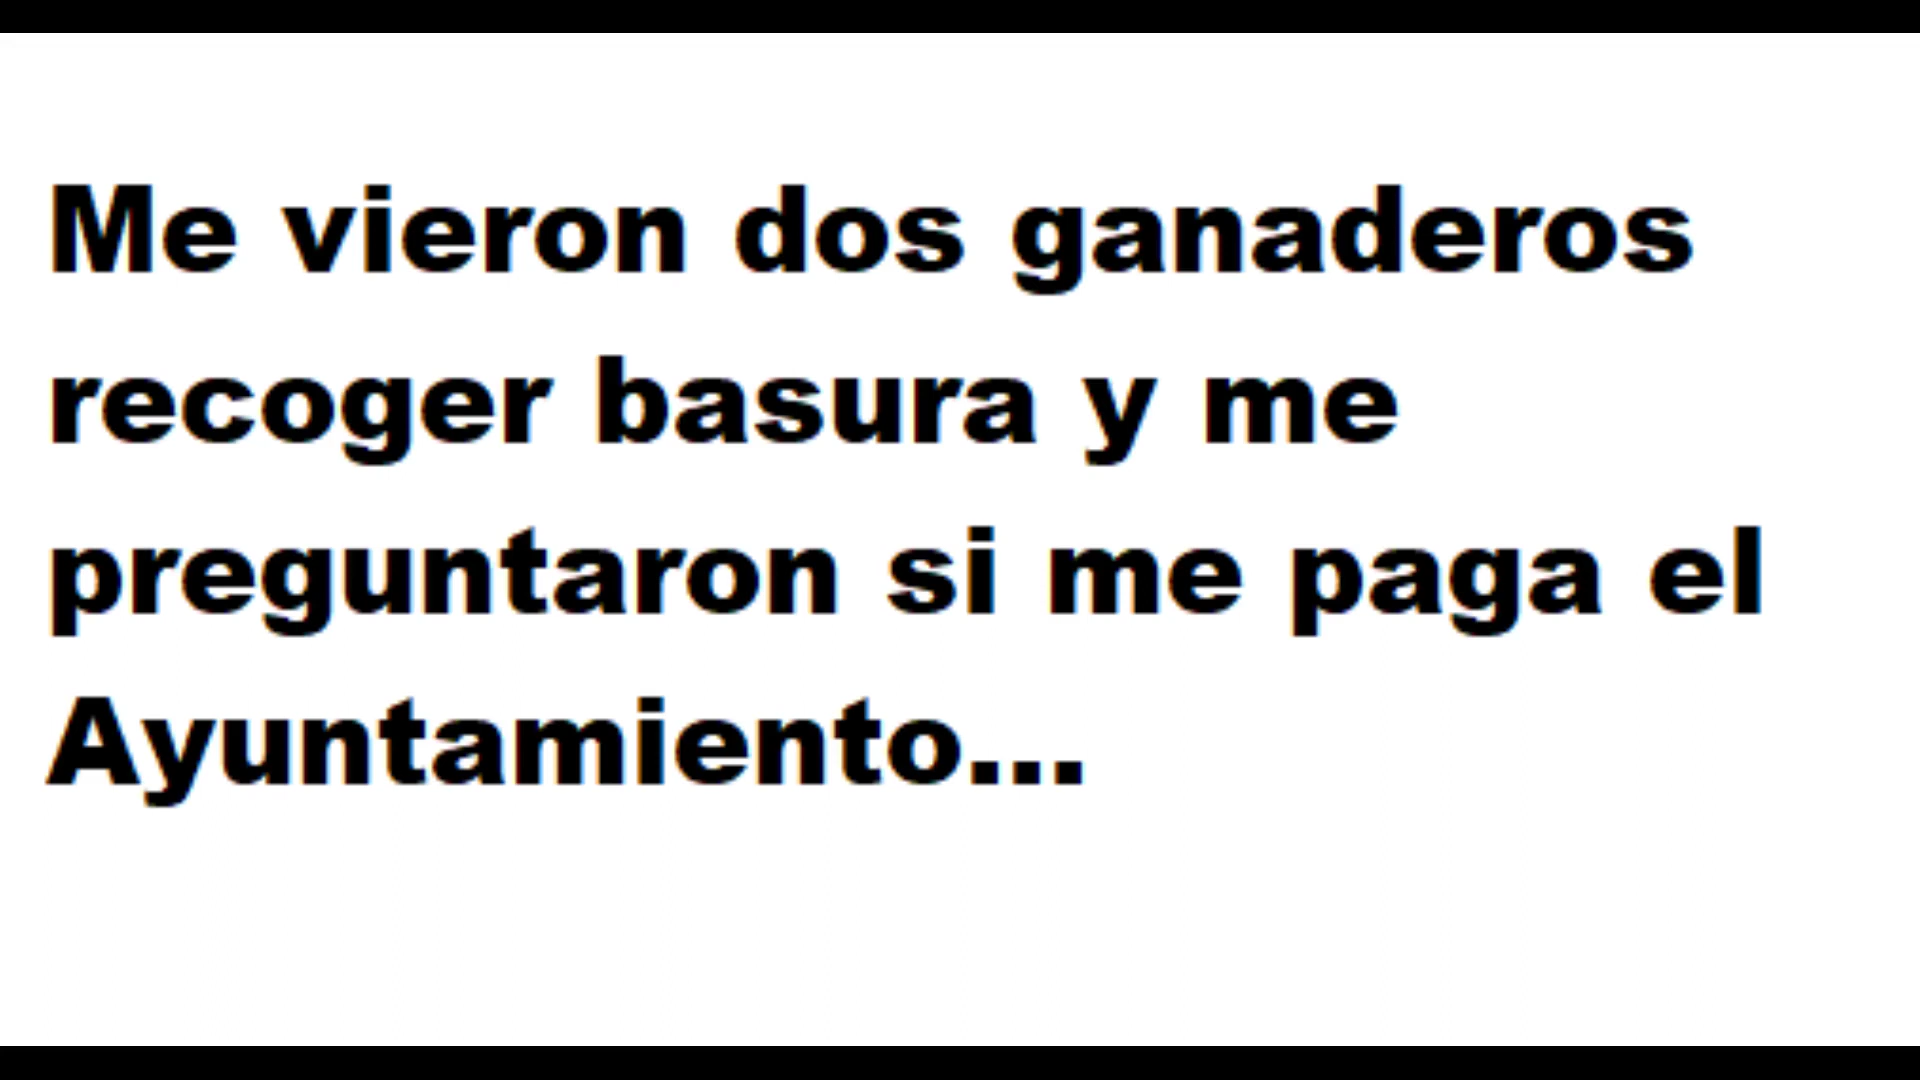 Me vieron dos ganaderos
recoger basura y me
preguntaron si me paga el
Ayuntamiento...